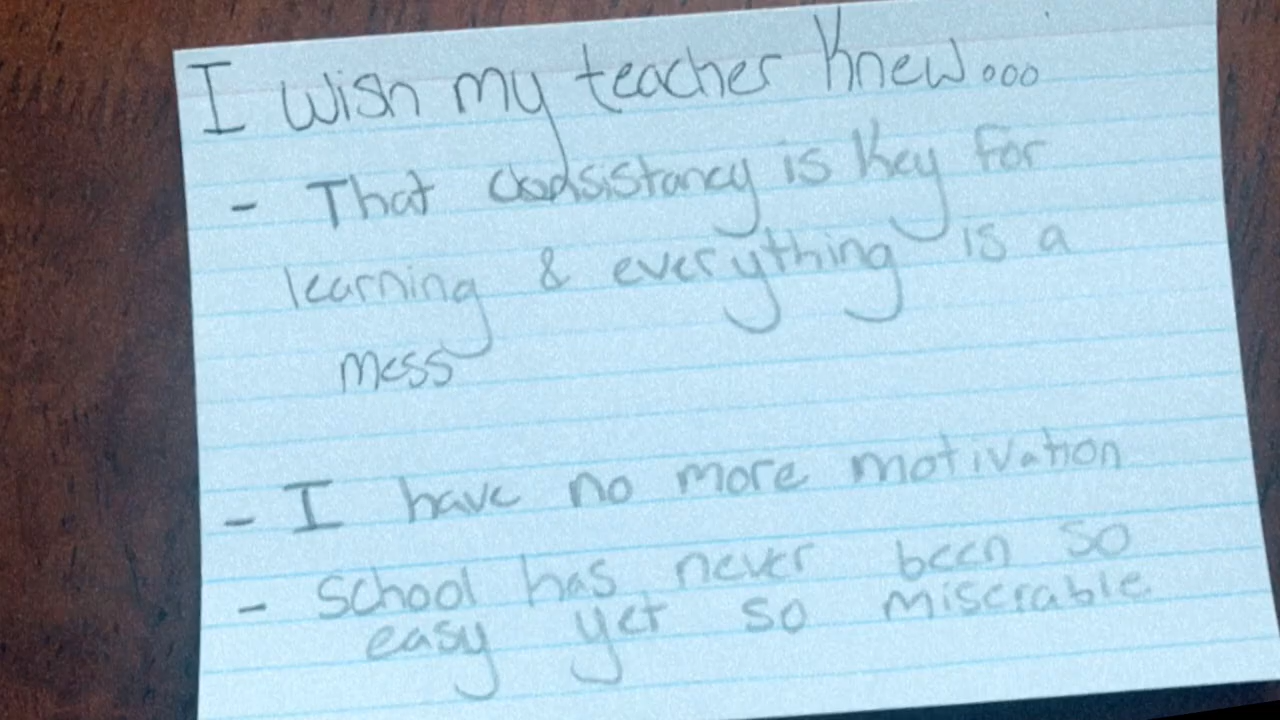 I wish my teacher knew...
- That consistancy is key for
learning & everything is a
mess
- I have no more motivation
- School has never been so
easy yet so miserable